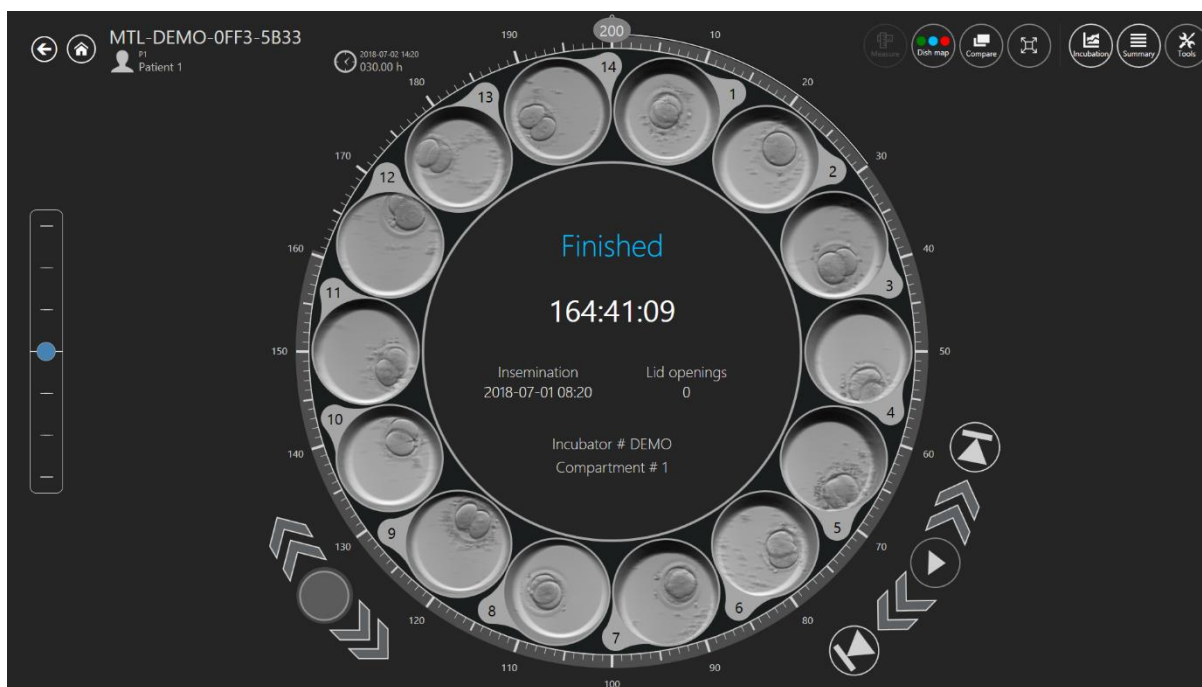 MTL-DEMO-0FF3-5B33
P1
Patient 1
2018-07-02 14:20
030.00 h
Measure
Dish map
Compare
Incubation
Summary
Tools
200
10
20
30
40
50
60
70
80
90
100
110
120
130
140
150
160
170
180
190
1
2
3
4
5
6
7
8
9
10
11
12
13
14
Finished
164:41:09
Insemination
2018-07-01 08:20
Lid openings
0
Incubator # DEMO
Compartment # 1